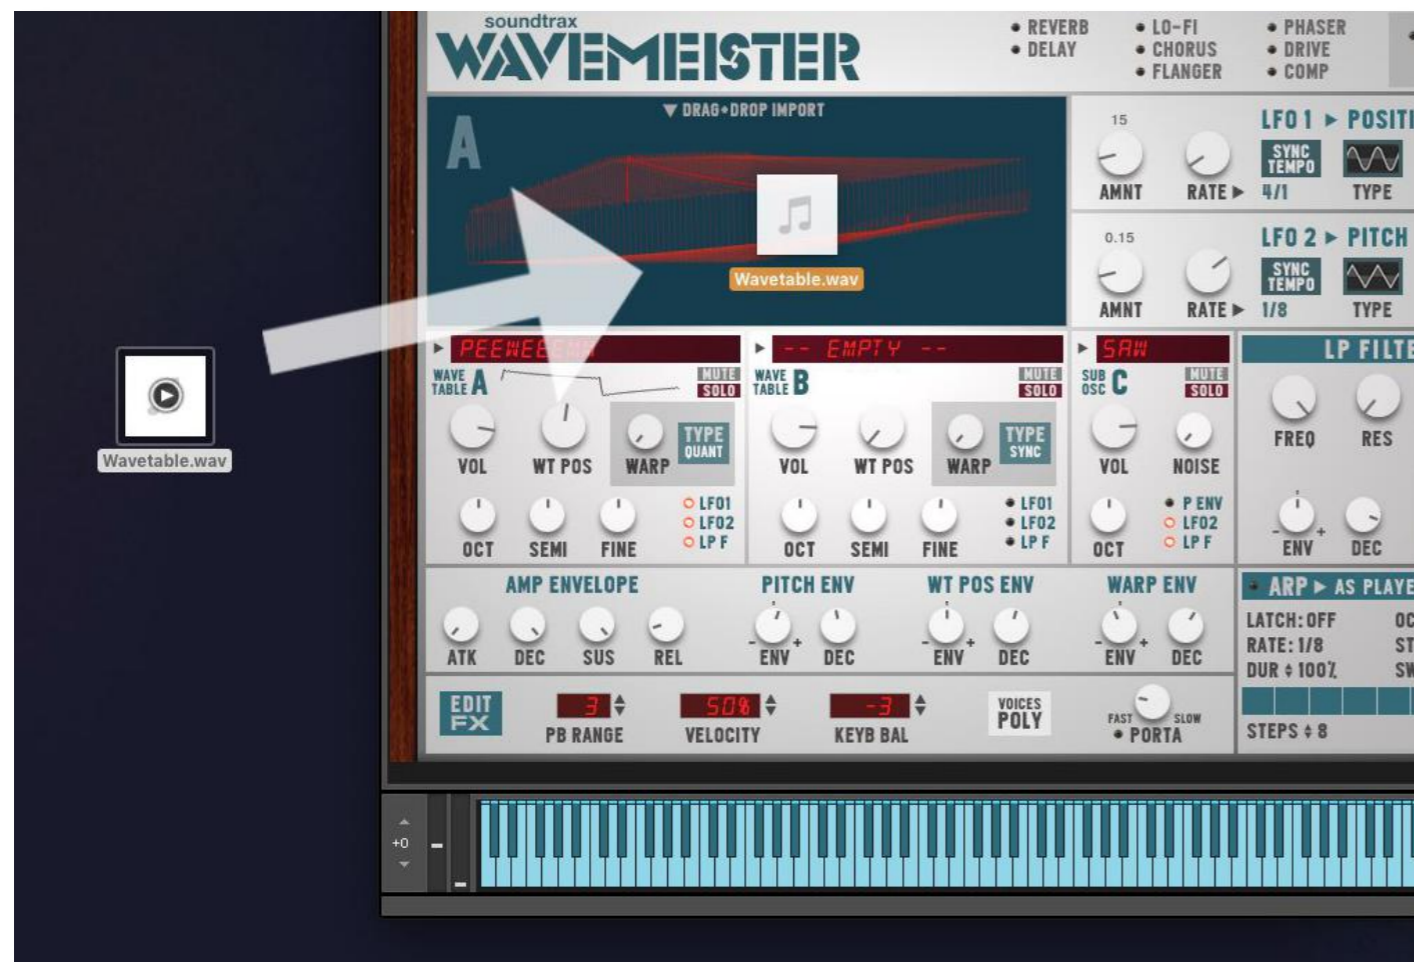 soundtrax
WAVEMEISTER
REVERB
DELAY
LO-FI
CHORUS
FLANGER
PHASER
DRIVE
COMP
DRAG+DROP IMPORT
A
Wavetable.wav
Wavetable.wav
15
AMNT
RATE
LFO 1 ▶ POSITI
SYNC
TEMPO
4/1
TYPE
0.15
AMNT
RATE
LFO 2 ▶ PITCH
SYNC
TEMPO
1/8
TYPE
WAVE
TABLE A
MUTE
SOLO
VOL
WT POS
WARP
TYPE
QUANT
OCT
SEMI
FINE
LFO1
LFO2
LP F
-- EMPTY --
WAVE
TABLE B
MUTE
SOLO
VOL
WT POS
WARP
TYPE
SYNC
OCT
SEMI
FINE
LFO1
LFO2
LP F
SAW
SUB
OSC C
MUTE
SOLO
VOL
NOISE
OCT
P ENV
LFO2
LP F
LP FILTE
FREQ
RES
ENV
- +
DEC
AMP ENVELOPE
ATK
DEC
SUS
REL
PITCH ENV
- +
ENV
DEC
WT POS ENV
- +
ENV
DEC
WARP ENV
- +
ENV
DEC
ARP ▶ AS PLAYE
LATCH: OFF
OC
RATE: 1/8
ST
DUR 100%
SW
STEPS 8
EDIT
FX
3
PB RANGE
50%
VELOCITY
-3
KEYB BAL
VOICES
POLY
FAST
SLOW
PORTA
+0